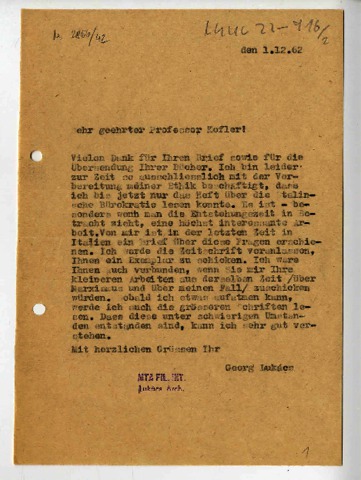 2466/62
den 1.12.62
Sehr geehrter Professor Kofler!
Vielen Dank für Ihren Brief sowie für die
Übersendung Ihrer Bücher. Ich bin leider
zur Zeit so ausschliesslich mit der Vor-
bereitung meiner Ethik beschäftigt, dass
ich bis jetzt nur das Heft über die stalin-
sche Bürokratie lesen konnte. Es ist - be-
sonders wenn man die Entstehungszeit in Be-
tracht zieht, eine höchst interessante Ar-
beit. Von mir ist in der letzten Zeit in
Italien ein Brief über diese Fragen erschie-
nen. Ich werde die Zeitschrift veranlassen,
Ihnen ein Exemplar zu schicken. Ich wäre
Ihnen auch verbunden, wenn Sie mir Ihre
kleineren Arbeiten aus derselben Zeit /über
Marxismus und über meinen Fall/ zuschicken
würden. Sobald ich etwas aufatmen kann,
werde ich auch die grösseren Schriften le-
sen. Dass diese unter schwierigen Umstän-
den entstanden sind, kann ich sehr gut ver-
stehen.
Mit herzlichen Grüssen Ihr
Georg Lukács
MTA FIL. INT.
Lukács Arch.
1